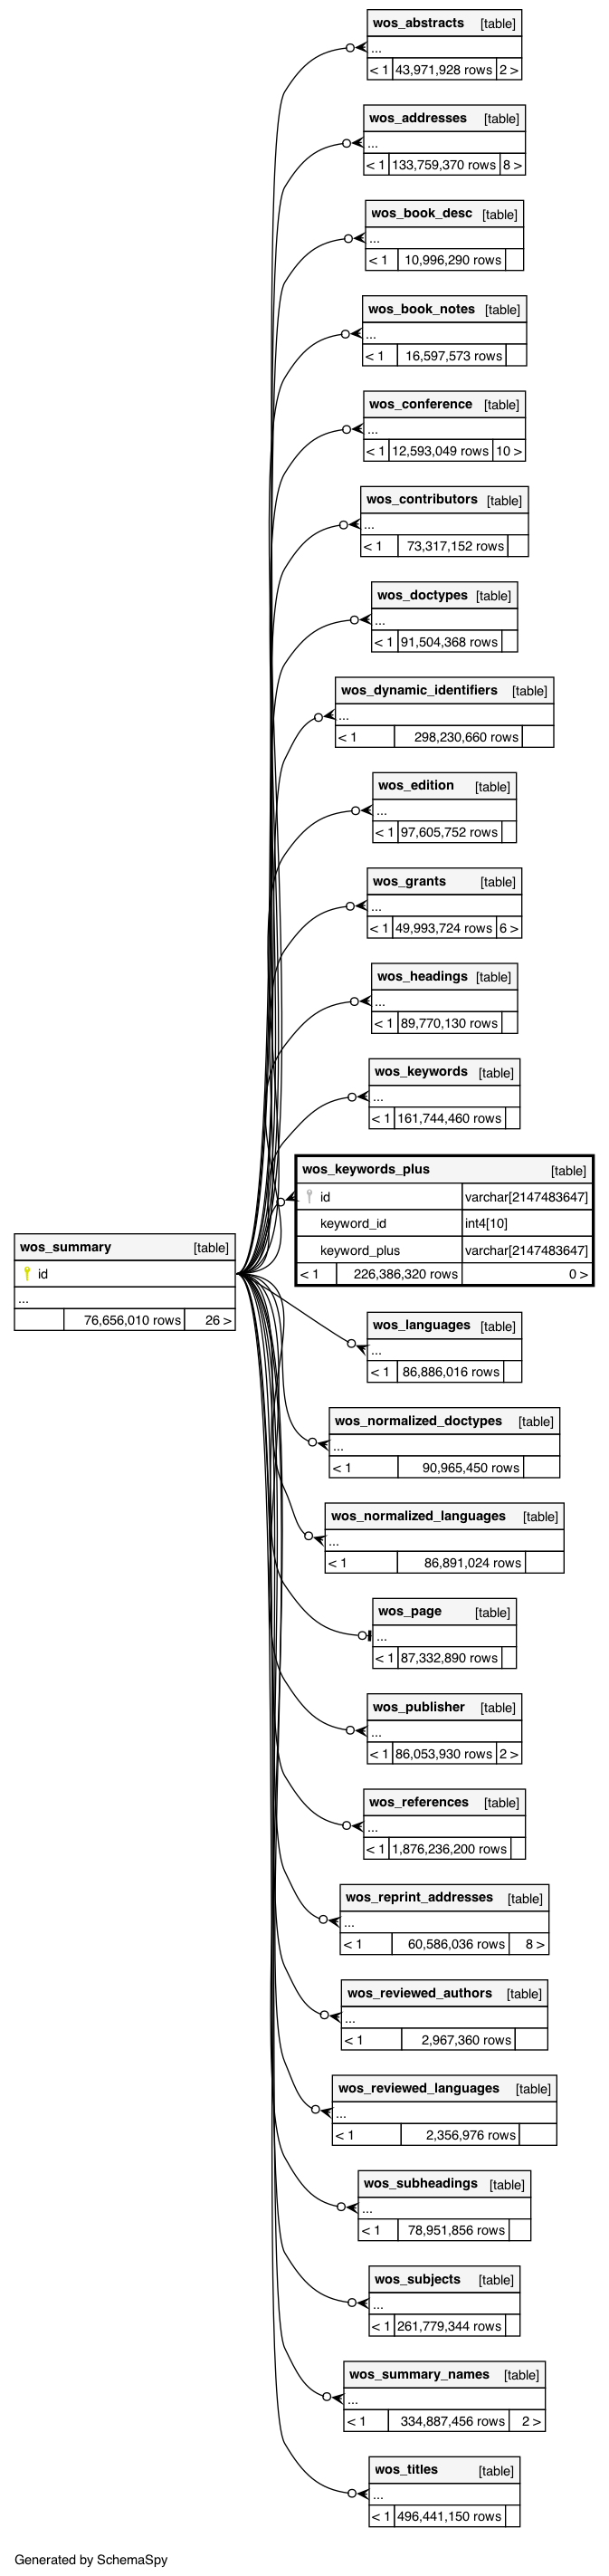 wos_abstracts [table]
...
< 1 43,971,928 rows 2 >
wos_addresses [table]
...
< 1 133,759,370 rows 8 >
wos_book_desc [table]
...
< 1 10,996,290 rows
wos_book_notes [table]
...
< 1 16,597,573 rows
wos_conference [table]
...
< 1 12,593,049 rows 10 >
wos_contributors [table]
...
< 1 73,317,152 rows
wos_doctypes [table]
...
< 1 91,504,368 rows
wos_dynamic_identifiers [table]
...
< 1 298,230,660 rows
wos_edition [table]
...
< 1 97,605,752 rows
wos_grants [table]
...
< 1 49,993,724 rows 6 >
wos_headings [table]
...
< 1 89,770,130 rows
wos_keywords [table]
...
< 1 161,744,460 rows
wos_keywords_plus [table]
id varchar[2147483647]
keyword_id int4[10]
keyword_plus varchar[2147483647]
< 1 226,386,320 rows 0 >
wos_summary [table]
id
...
76,656,010 rows 26 >
wos_languages [table]
...
< 1 86,886,016 rows
wos_normalized_doctypes [table]
...
< 1 90,965,450 rows
wos_normalized_languages [table]
...
< 1 86,891,024 rows
wos_page [table]
...
< 1 87,332,890 rows
wos_publisher [table]
...
< 1 86,053,930 rows 2 >
wos_references [table]
...
< 1 1,876,236,200 rows
wos_reprint_addresses [table]
...
< 1 60,586,036 rows 8 >
wos_reviewed_authors [table]
...
< 1 2,967,360 rows
wos_reviewed_languages [table]
...
< 1 2,356,976 rows
wos_subheadings [table]
...
< 1 78,951,856 rows
wos_subjects [table]
...
< 1 261,779,344 rows
wos_summary_names [table]
...
< 1 334,887,456 rows 2 >
wos_titles [table]
...
< 1 496,441,150 rows
Generated by SchemaSpy